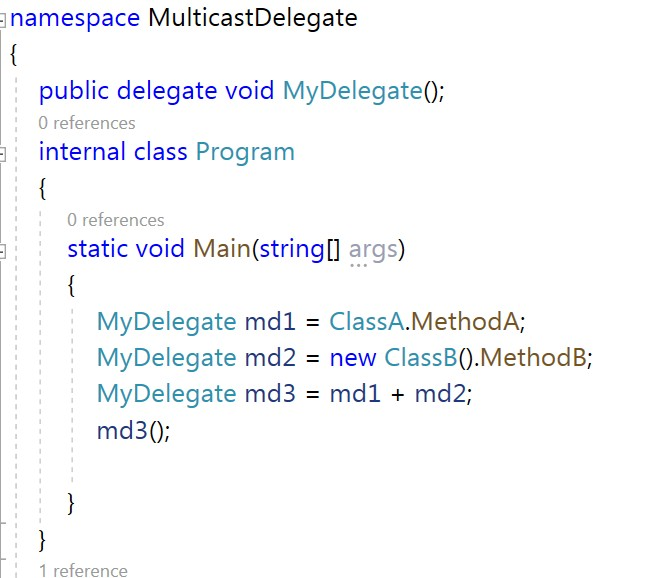 namespace MulticastDelegate
{
public delegate void MyDelegate();
0 references
internal class Program
{
0 references
static void Main(string[] args)
{
MyDelegate md1 = ClassA.MethodA;
MyDelegate md2 = new ClassB().MethodB;
MyDelegate md3 = md1 + md2;
md3();
}
}
1 reference